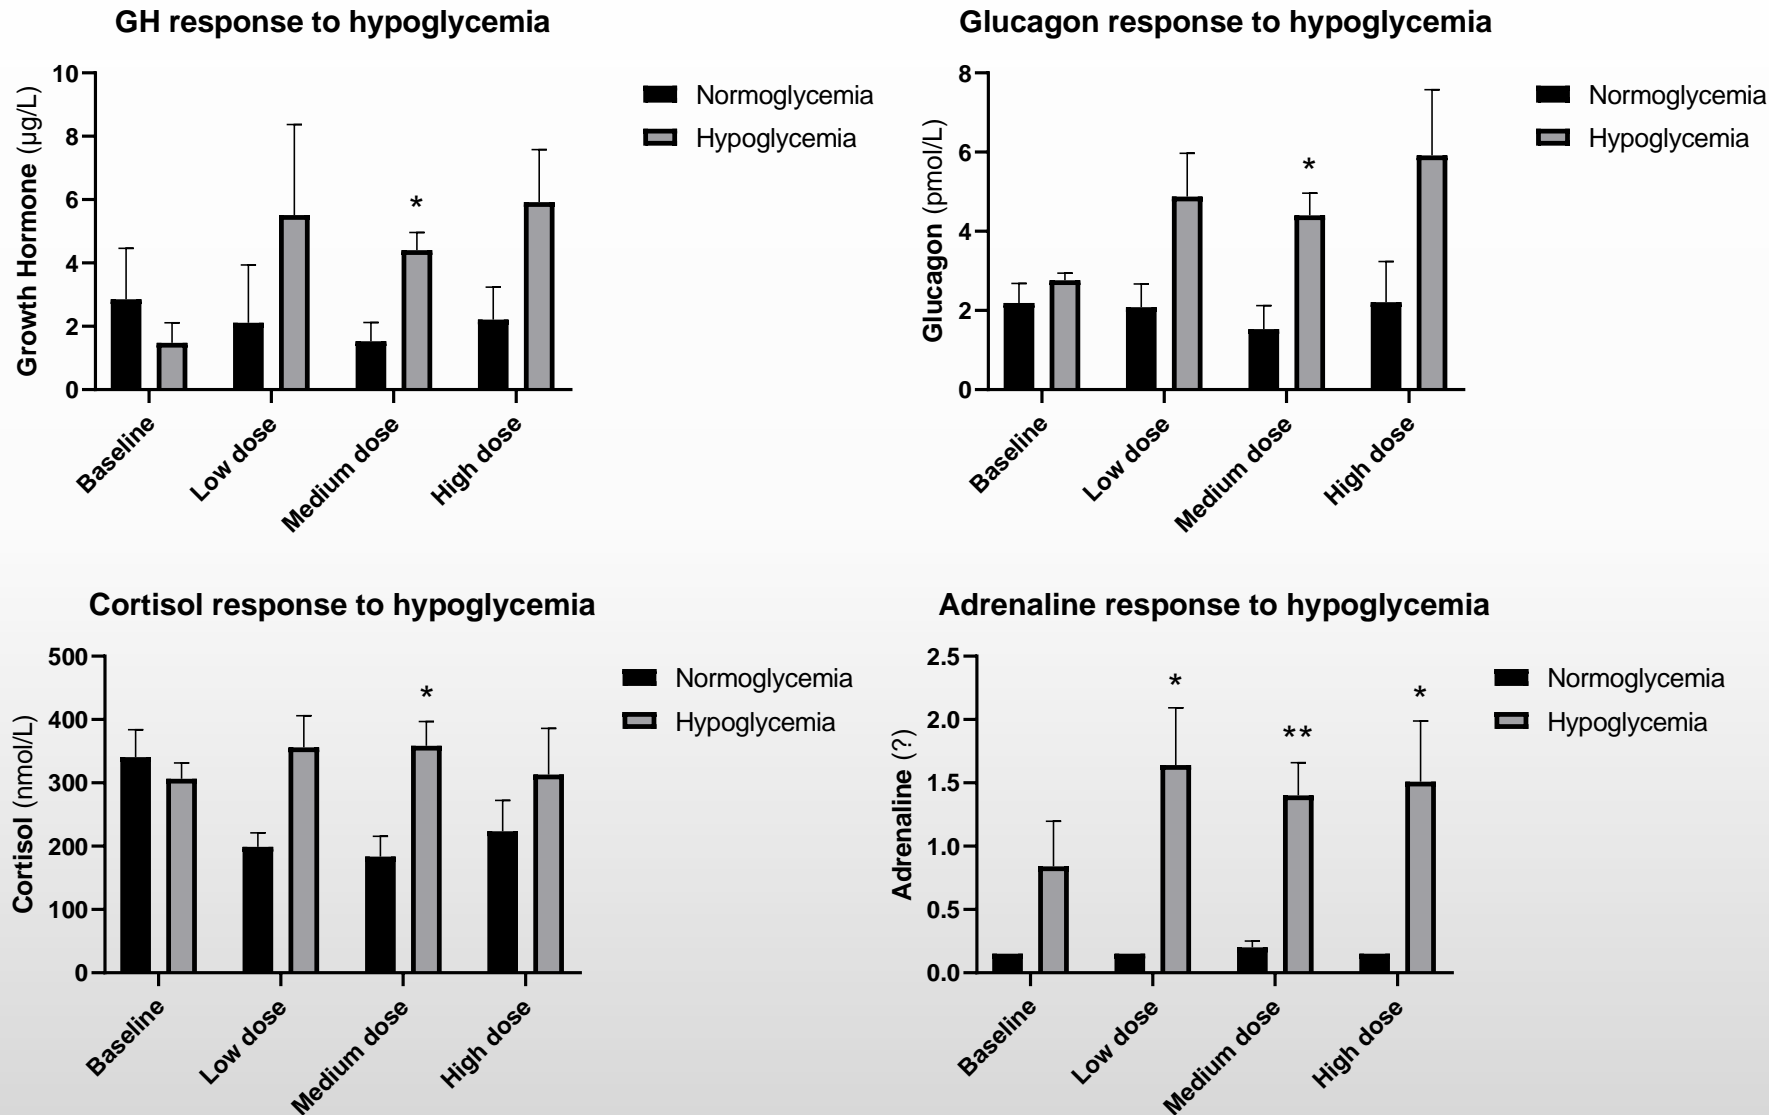 GH response to hypoglycemia
Growth Hormone (µg/L)
10
8
6
4
2
0
*
Baseline
Low dose
Medium dose
High dose
Normoglycemia
Hypoglycemia
Glucagon response to hypoglycemia
Glucagon (pmol/L)
8
6
4
2
0
*
Baseline
Low dose
Medium dose
High dose
Normoglycemia
Hypoglycemia
Cortisol response to hypoglycemia
Cortisol (nmol/L)
500
400
300
200
100
0
*
Baseline
Low dose
Medium dose
High dose
Normoglycemia
Hypoglycemia
Adrenaline response to hypoglycemia
Adrenaline (?)
2.5
2.0
1.5
1.0
0.5
0.0
*
**
*
Baseline
Low dose
Medium dose
High dose
Normoglycemia
Hypoglycemia